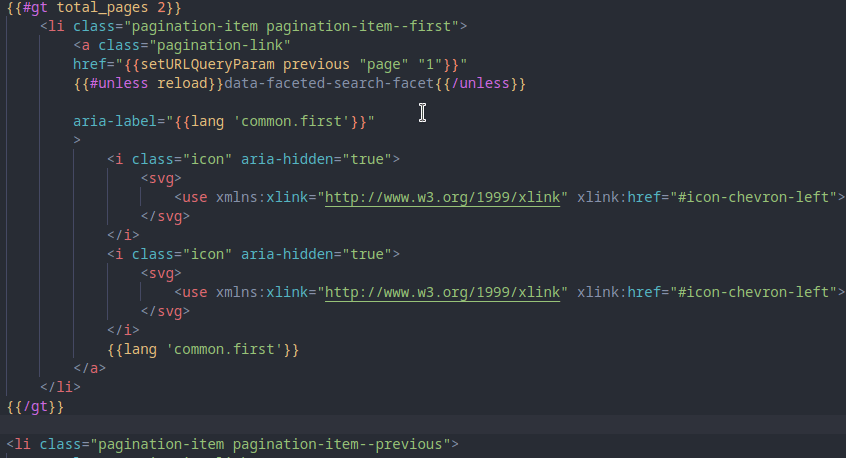 {{#gt total_pages 2}}
<li class="pagination-item pagination-item--first">
<a class="pagination-link"
href="{{setURLQueryParam previous "page" "1"}}"
{{#unless reload}}data-faceted-search-facet{{/unless}}
aria-label="{{lang 'common.first'}}"
>
<i class="icon" aria-hidden="true">
<svg>
<use xmlns:xlink="http://www.w3.org/1999/xlink" xlink:href="#icon-chevron-left">
</svg>
</i>
<i class="icon" aria-hidden="true">
<svg>
<use xmlns:xlink="http://www.w3.org/1999/xlink" xlink:href="#icon-chevron-left">
</svg>
</i>
{{lang 'common.first'}}
</a>
</li>
{{/gt}}
<li class="pagination-item pagination-item--previous">